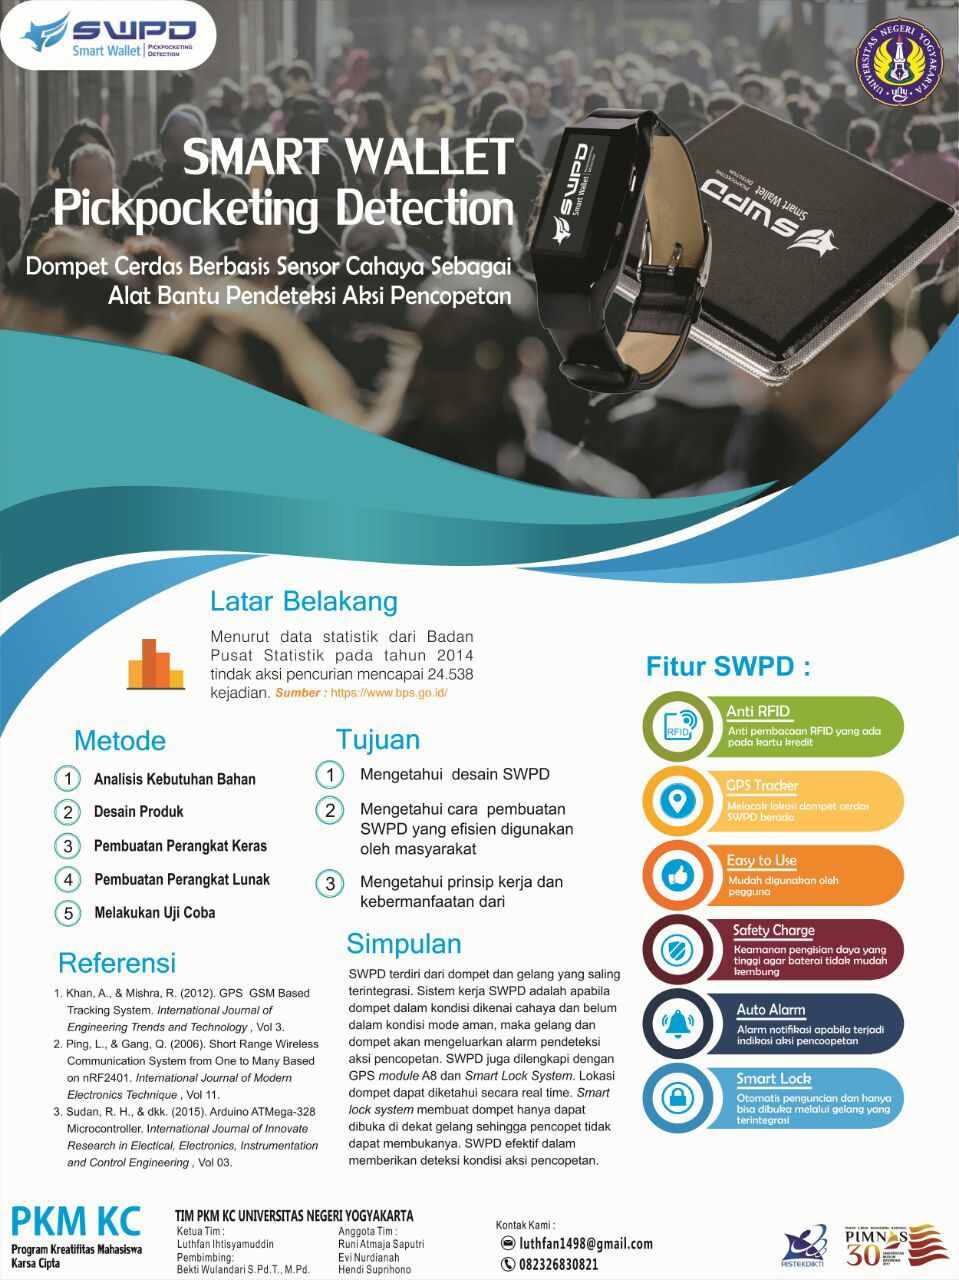 SWPD
Smart Wallet
PICKPOCKETING
DETECTION
UNIVERSITAS NEGERI YOGYAKARTA
SMART WALLET
Pickpocketing Detection
Dompet Cerdas Berbasis Sensor Cahaya Sebagai
Alat Bantu Pendeteksi Aksi Pencopetan
SWPD
Smart Wallet
SWPD
Smart Wallet
PICKPOCKETING
DETECTION
Latar Belakang
Menurut data statistik dari Badan
Pusat Statistik pada tahun 2014
tindak aksi pencurian mencapai 24.538
kejadian. Sumber : https://www.bps.go.id/
Metode
1 Analisis Kebutuhan Bahan
2 Desain Produk
3 Pembuatan Perangkat Keras
4 Pembuatan Perangkat Lunak
5 Melakukan Uji Coba
Tujuan
1 Mengetahui desain SWPD
2 Mengetahui cara pembuatan
SWPD yang efisien digunakan
oleh masyarakat
3 Mengetahui prinsip kerja dan
kebermanfaatan dari
Referensi
1. Khan, A., & Mishra, R. (2012). GPS GSM Based
Tracking System. International Journal of
Engineering Trends and Technology , Vol 3.
2. Ping, L., & Gang, Q. (2006). Short Range Wireless
Communication System from One to Many Based
on nRF2401. International Journal of Modern
Electronics Technique , Vol 11.
3. Sudan, R. H., & dkk. (2015). Arduino ATMega-328
Microcontroller. International Journal of Innovate
Research in Electical, Electronics, Instrumentation
and Control Engineering , Vol 03.
Simpulan
SWPD terdiri dari dompet dan gelang yang saling
terintegrasi. Sistem kerja SWPD adalah apabila
dompet dalam kondisi dikenai cahaya dan belum
dalam kondisi mode aman, maka gelang dan
dompet akan mengeluarkan alarm pendeteksi
aksi pencopetan. SWPD juga dilengkapi dengan
GPS module A8 dan Smart Lock System. Lokasi
dompet dapat diketahui secara real time. Smart
lock system membuat dompet hanya dapat
dibuka di dekat gelang sehingga pencopet tidak
dapat membukanya. SWPD efektif dalam
memberikan deteksi kondisi aksi pencopetan.
Fitur SWPD :
RFID
Anti RFID
Anti pembacaan RFID yang ada
pada kartu kredit
GPS Tracker
Melacak lokasi dompet cerdas
SWPD berada
Easy to Use
Mudah digunakan oleh
pegguna
Safety Charge
Keamanan pengisian daya yang
tinggi agar baterai tidak mudah
kembung
Auto Alarm
Alarm notifikasi apabila terjadi
indikasi aksi pencoopetan
Smart Lock
Otomatis penguncian dan hanya
bisa dibuka melalui gelang yang
terintegrasi
PKM KC
Program Kreatifitas Mahasiswa
Karsa Cipta
TIM PKM KC UNIVERSITAS NEGERI YOGYAKARTA
Ketua Tim :
Luthfan Ihtisyamuddin
Pembimbing:
Bekti Wulandari S.Pd.T., M.Pd.
Anggota Tim :
Runi Atmaja Saputri
Evi Nurdianah
Hendi Suprihono
Kontak Kami :
luthfan1498@gmail.com
082326830821
RISTEKDIKTI
PIMNAS
30